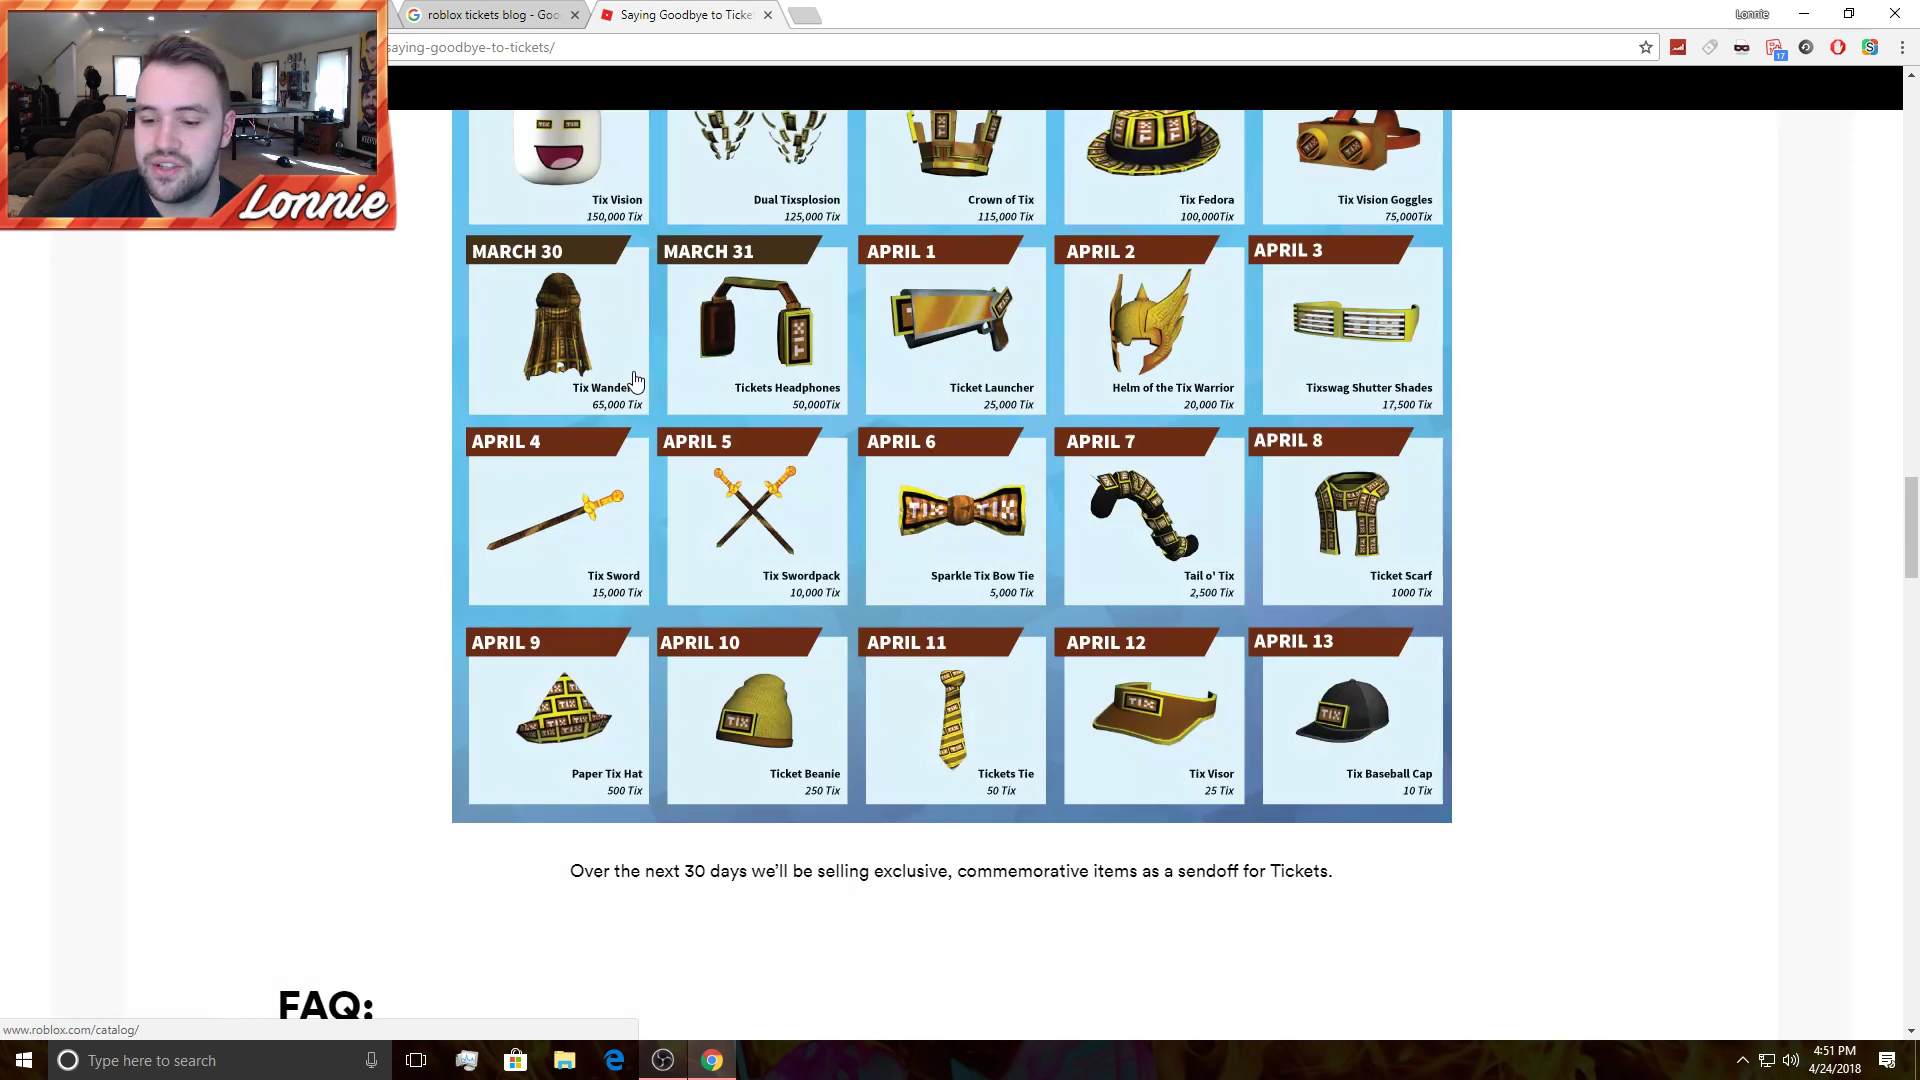 roblox tickets blog - Goo
Saying Goodbye to Ticke
Lonnie
saying-goodbye-to-tickets/
17
Lonnie
Tix Vision
150,000 Tix
Dual Tixsplosion
125,000 Tix
Crown of Tix
115,000 Tix
Tix Fedora
100,000Tix
Tix Vision Goggles
75,000Tix
MARCH 30
Tix Wander
65,000 Tix
MARCH 31
TIX
Tickets Headphones
50,000Tix
APRIL 1
Ticket Launcher
25,000 Tix
APRIL 2
Helm of the Tix Warrior
20,000 Tix
APRIL 3
Tixswag Shutter Shades
17,500 Tix
APRIL 4
Tix Sword
15,000 Tix
APRIL 5
Tix Swordpack
10,000 Tix
APRIL 6
TIX TIX
Sparkle Tix Bow Tie
5,000 Tix
APRIL 7
Tail o' Tix
2,500 Tix
APRIL 8
Ticket Scarf
1000 Tix
APRIL 9
Paper Tix Hat
500 Tix
APRIL 10
TIX
Ticket Beanie
250 Tix
APRIL 11
Tickets Tie
50 Tix
APRIL 12
TIX
Tix Visor
25 Tix
APRIL 13
TIX
Tix Baseball Cap
10 Tix
Over the next 30 days we'll be selling exclusive, commemorative items as a sendoff for Tickets.
FAQ:
www.roblox.com/catalog/
Type here to search
4:51 PM
4/24/2018